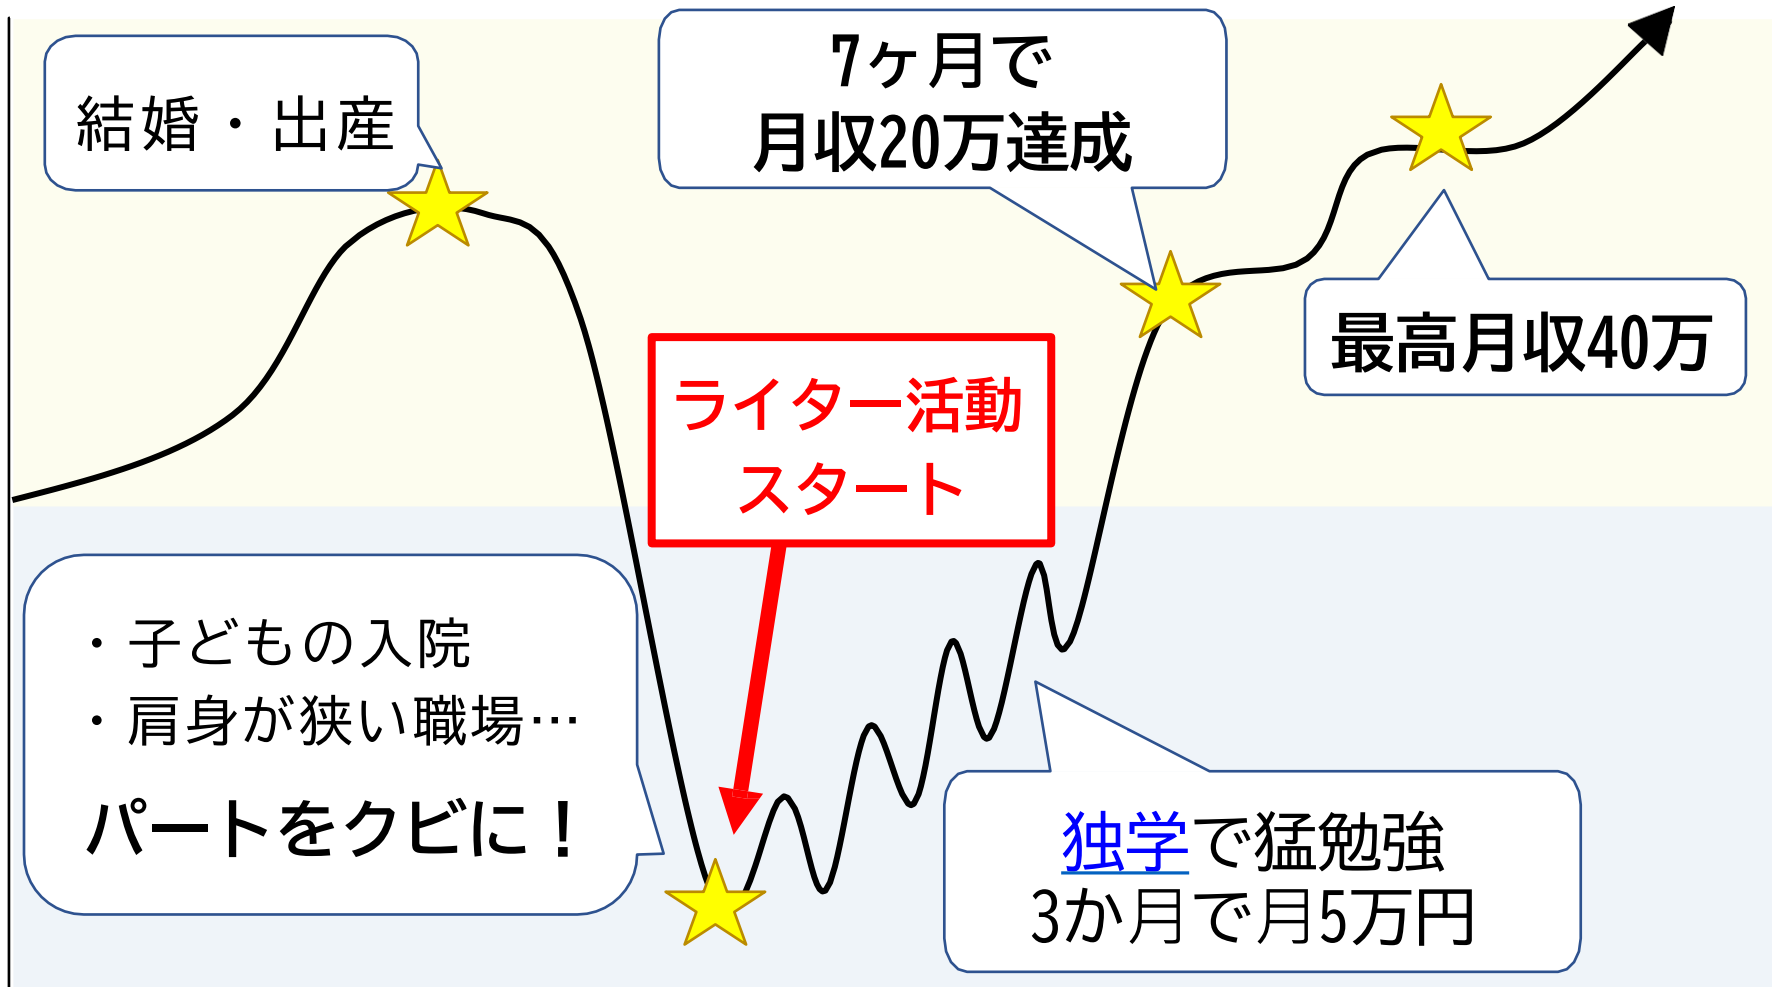 結婚・出産
7ヶ月で
月収20万達成
最高月収40万
ライター活動
スタート
・子どもの入院
・肩身が狭い職場…
パートをクビに！
独学で猛勉強
3か月で月5万円